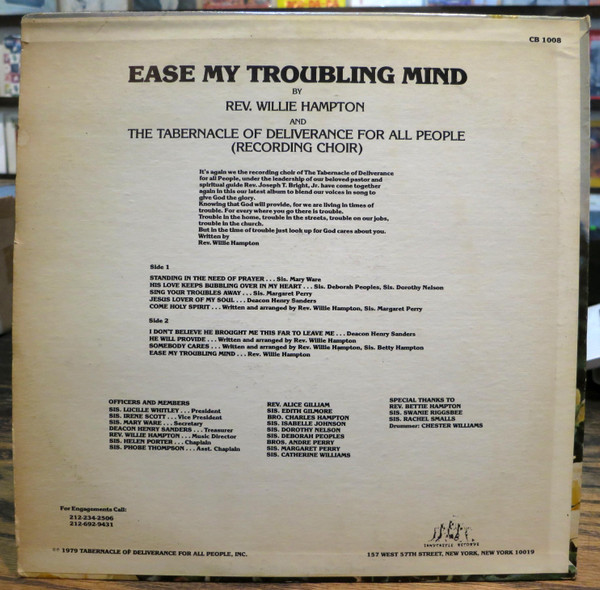 CB 1008
EASE MY TROUBLING MIND
BY
REV. WILLIE HAMPTON
AND
THE TABERNACLE OF DELIVERANCE FOR ALL PEOPLE
(RECORDING CHOIR)
It's again we the recording choir of The Tabernacle of Deliverance
for all People, under the leadership of our beloved pastor and
spiritual guide Rev. Joseph T. Bright, Jr. have come together
again in this our latest album to blend our voices in song to
give God the glory.
Knowing that God will provide, for we are living in times of
trouble. For every where you go there is trouble.
Trouble in the home, trouble in the streets, trouble on our jobs,
trouble in the church.
But in the time of trouble just look up for God cares about you.
Written by
Rev. Willie Hampton
Side 1
STANDING IN THE NEED OF PRAYER . . . Sis. Mary Ware
HIS LOVE KEEPS BUBBLING OVER IN MY HEART . . . Sis. Deborah Peoples, Sis. Dorothy Nelson
SING YOUR TROUBLES AWAY . . . Sis. Margaret Perry
JESUS LOVER OF MY SOUL . . . Deacon Henry Sanders
COME HOLY SPIRIT . . . Written and arranged by Rev. Willie Hampton, Sis. Margaret Perry
Side 2
I DON'T BELIEVE HE BROUGHT ME THIS FAR TO LEAVE ME . . . Deacon Henry Sanders
HE WILL PROVIDE . . . Written and arranged by Rev. Willie Hampton
SOMEBODY CARES . . . Written and arranged by Rev. Willie Hampton, Sis. Betty Hampton
EASE MY TROUBLING MIND . . . Rev. Willie Hampton
OFFICERS AND MEMBERS
SIS. LUCILLE WHITLEY . . . President
SIS. IRENE SCOTT . . . Vice President
SIS. MARY WARE . . . Secretary
DEACON HENRY SANDERS . . . Treasurer
REV. WILLIE HAMPTON . . . Music Director
SIS. HELEN PORTER . . . Chaplain
SIS. PHOBE THOMPSON . . . Asst. Chaplain
REV. ALICE GILLIAM
SIS. EDITH GILMORE
BRO. CHARLES HAMPTON
SIS. ISABELLE JOHNSON
SIS. DOROTHY NELSON
SIS. DEBORAH PEOPLES
BROS. ANDRE PERRY
SIS. MARGARET PERRY
SIS. CATHERINE WILLIAMS
SPECIAL THANKS TO
REV. BETTIE HAMPTON
SIS. SWANIE RIGGSBEE
SIS. RACHEL SMALLS
Drummer: CHESTER WILLIAMS
For Engagements Call:
212-234-2506
212-692-9431
1979 TABERNACLE OF DELIVERANCE FOR ALL PEOPLE, INC.
RECORDS
157 WEST 57TH STREET, NEW YORK, NEW YORK 10019